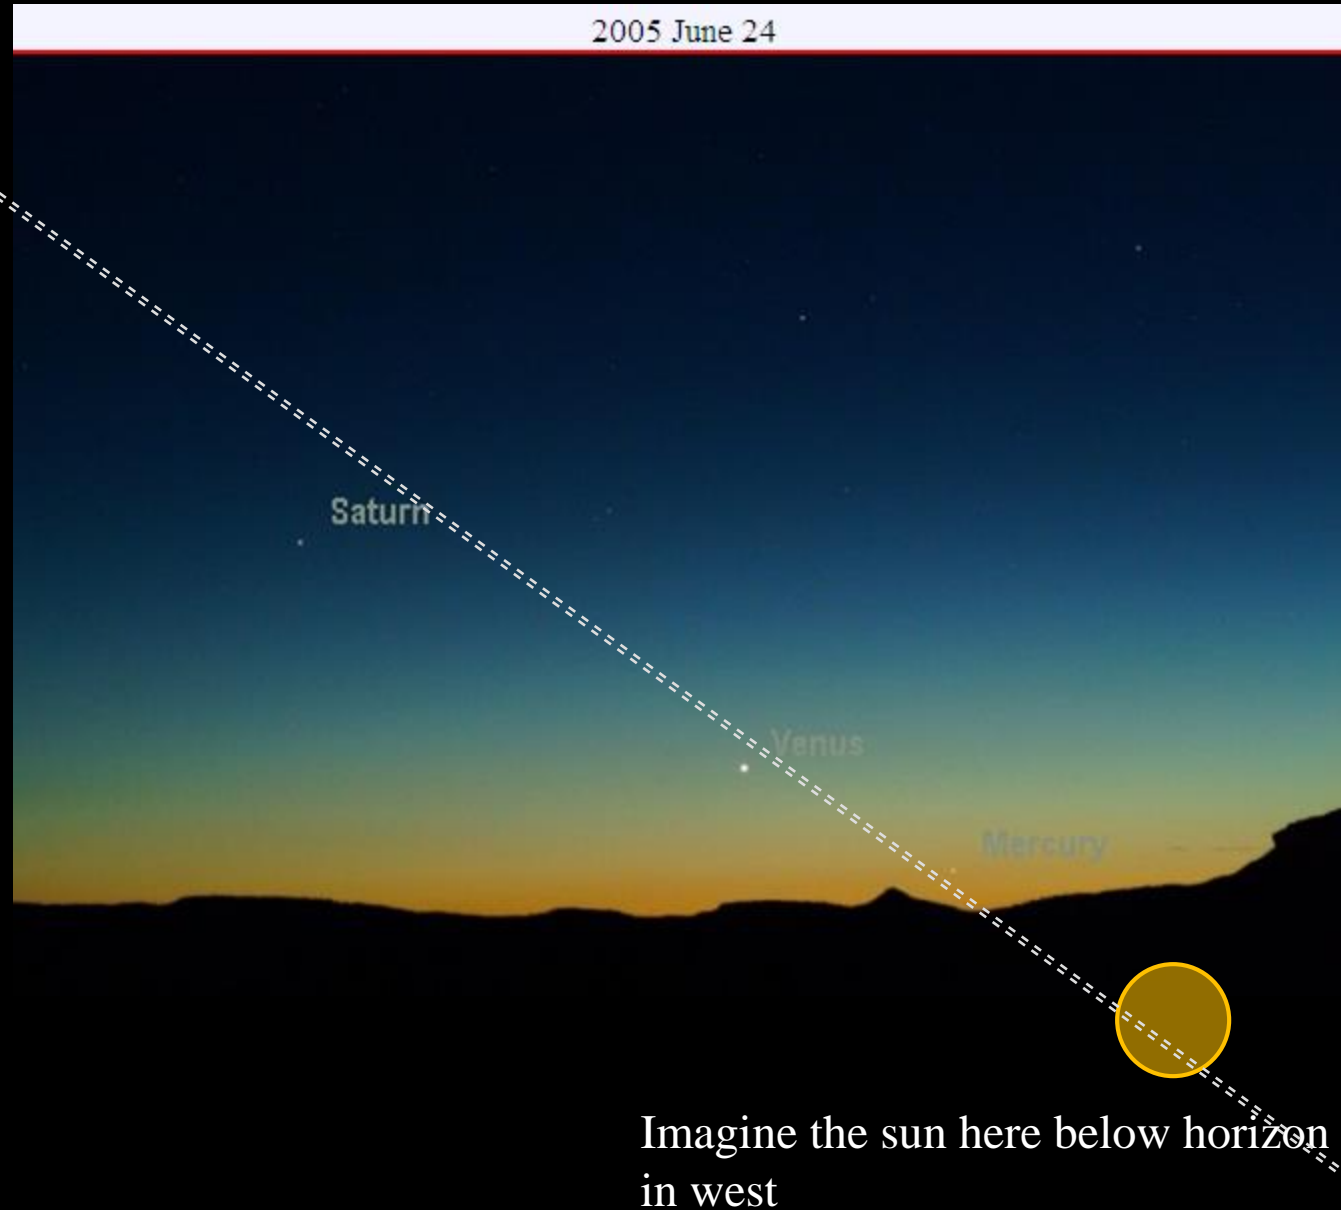 2005 June 24
Saturn
Venus
Mercury
Imagine the sun here below horizon
in west